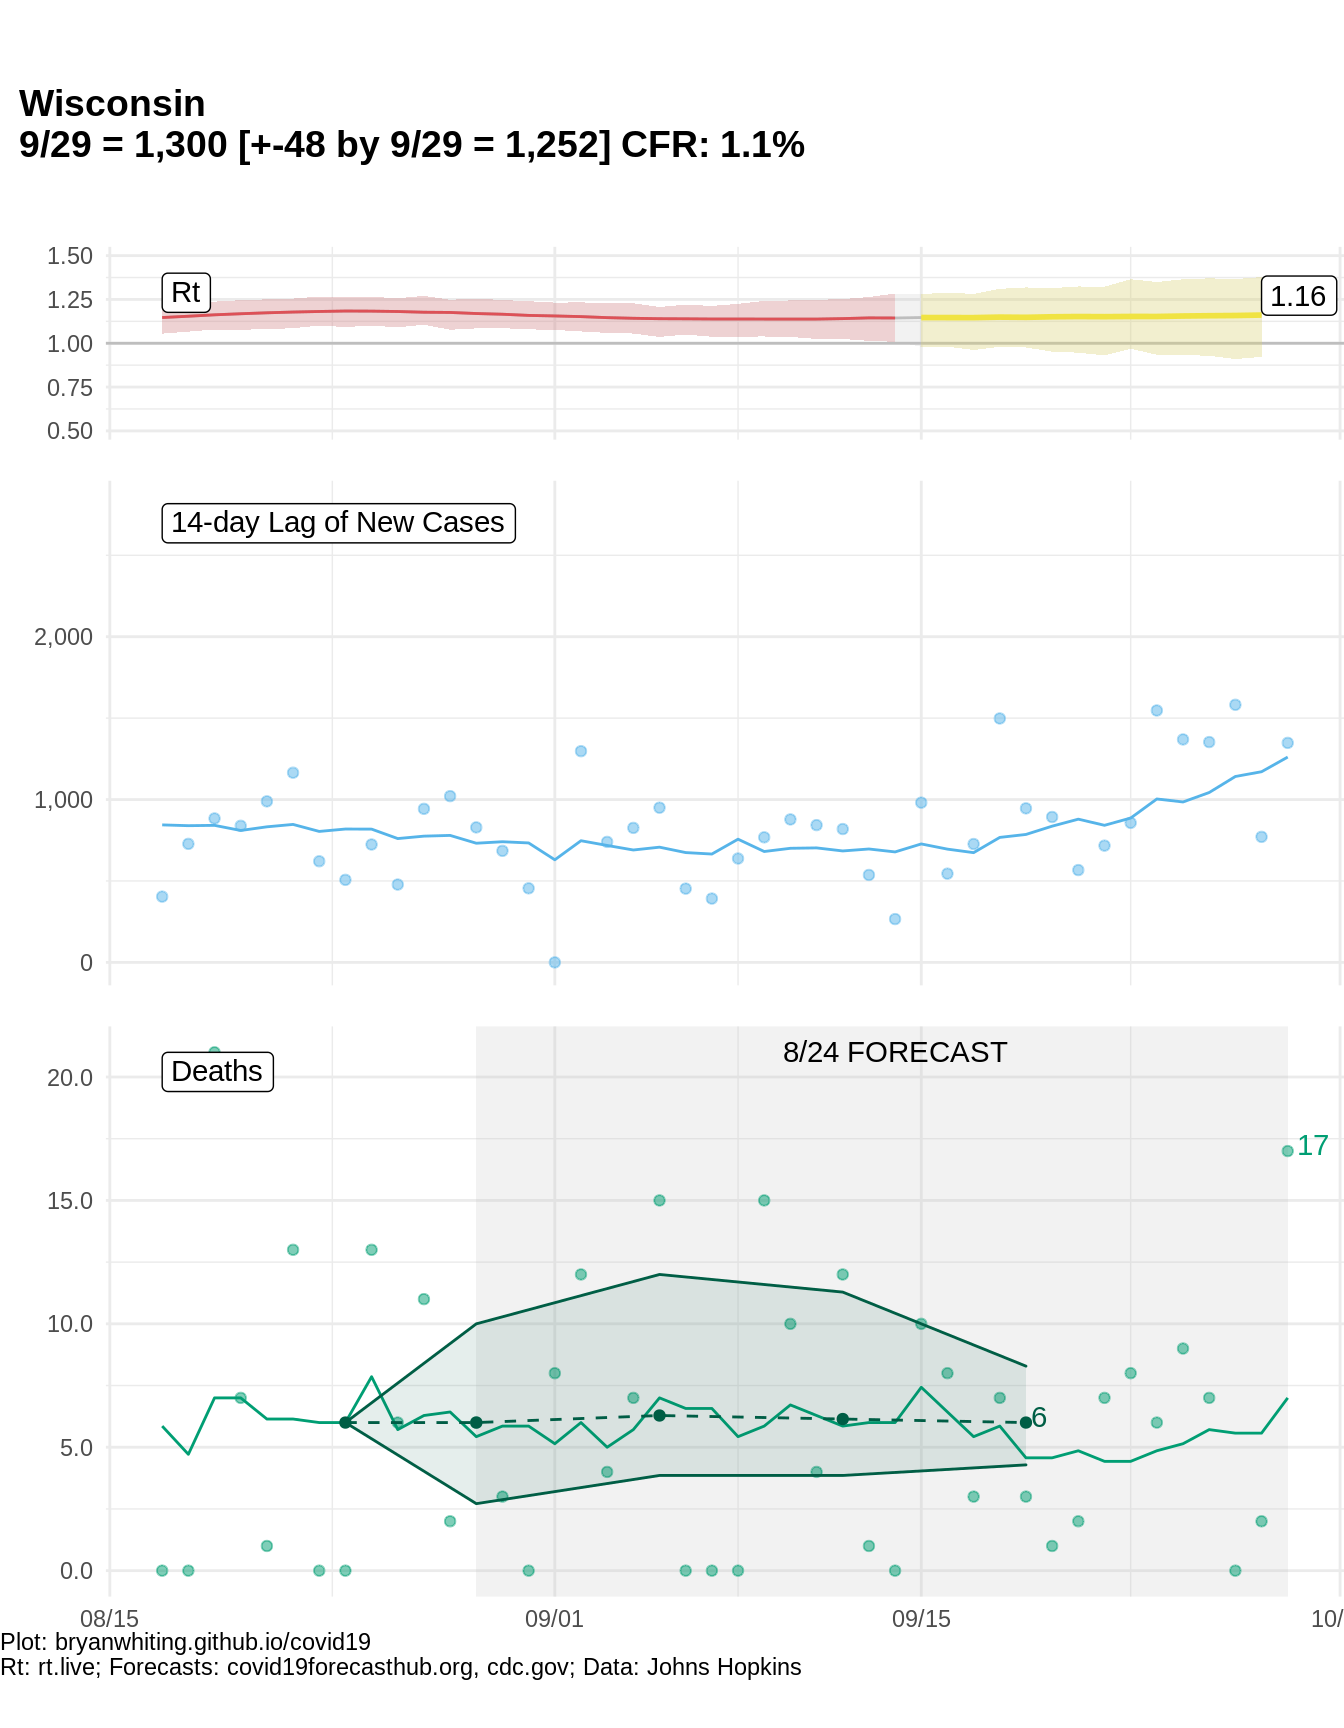 Wisconsin
9/29 = 1,300 [+-48 by 9/29 = 1,252] CFR: 1.1%
1.50
1.25
1.00
0.75
0.50
Rt
1.16
14-day Lag of New Cases
2,000
1,000
0
8/24 FORECAST
Deaths
20.0
15.0
10.0
5.0
0.0
17
6
08/15
09/01
09/15
10/
Plot: bryanwhiting.github.io/covid19
Rt: rt.live; Forecasts: covid19forecasthub.org, cdc.gov; Data: Johns Hopkins